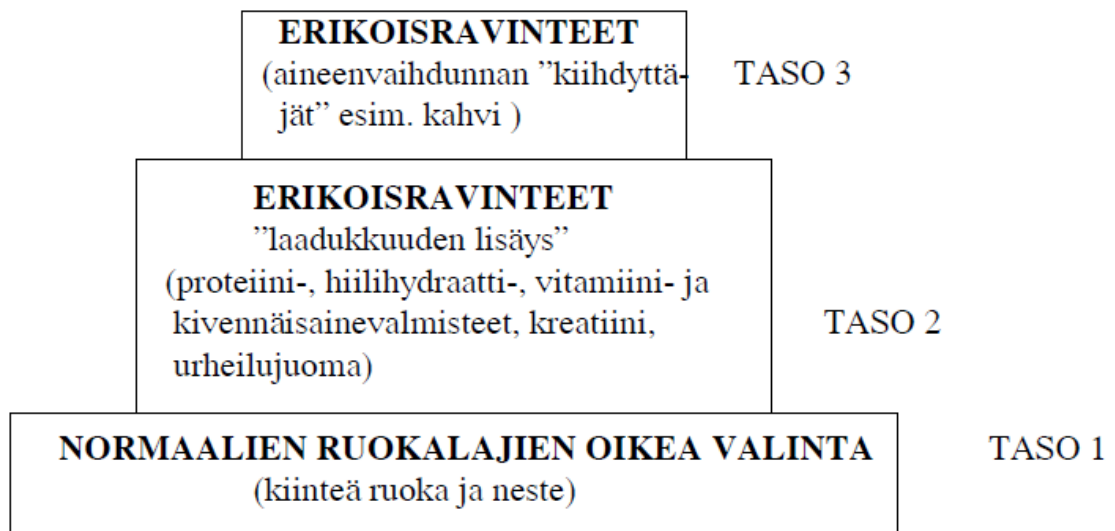 ERIKOISRAVINTEET
(aineenvaihdunnan ”kiihdyttä- TASO 3
jät” esim. kahvi )
ERIKOISRAVINTEET
”laadukkuuden lisäys”
(proteiini-, hiilihydraatti-, vitamiini- ja
kivennäisainevalmisteet, kreatiini, TASO 2
urheilujuoma)
NORMAALIEN RUOKALAJIEN OIKEA VALINTA TASO 1
(kiinteä ruoka ja neste)